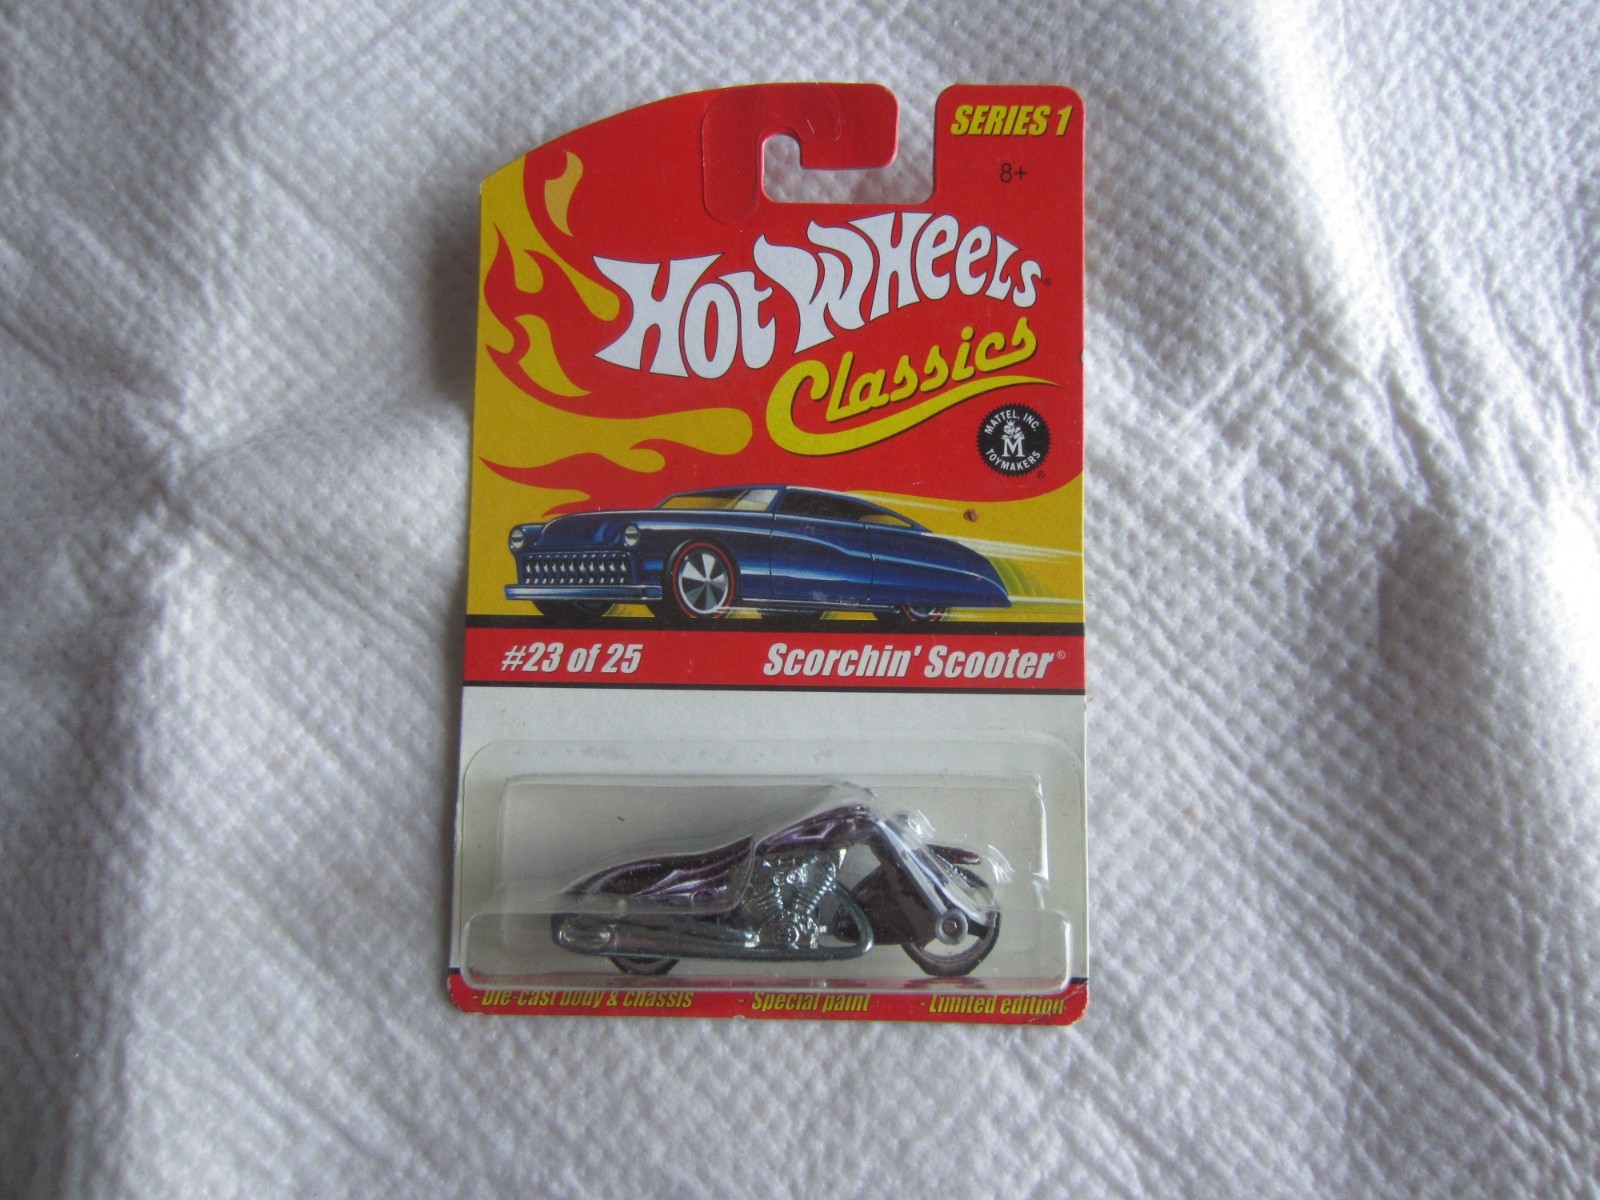 SERIES 1
8+
HOT WHEELS®
Classics
MATTEL, INC.
M
TOYMAKERS
®
#23 of 25 Scorchin' Scooter®
- Die-cast body & chassis - Special paint - Limited edition